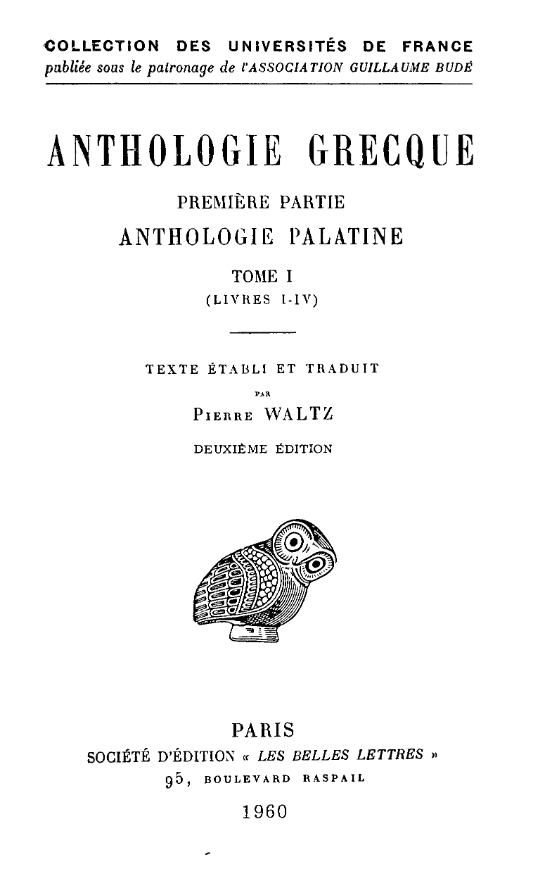 COLLECTION DES UNIVERSITÉS DE FRANCE
publiée sous le patronage de l'ASSOCIATION GUILLAUME BUDÉ
ANTHOLOGIE GRECQUE
PREMIÈRE PARTIE
ANTHOLOGIE PALATINE
TOME I
(LIVRES I-IV)
TEXTE ÉTABLI ET TRADUIT
PAR
PIERRE WALTZ
DEUXIÈME ÉDITION
PARIS
SOCIÉTÉ D'ÉDITION « LES BELLES LETTRES »
95, BOULEVARD RASPAIL
1960